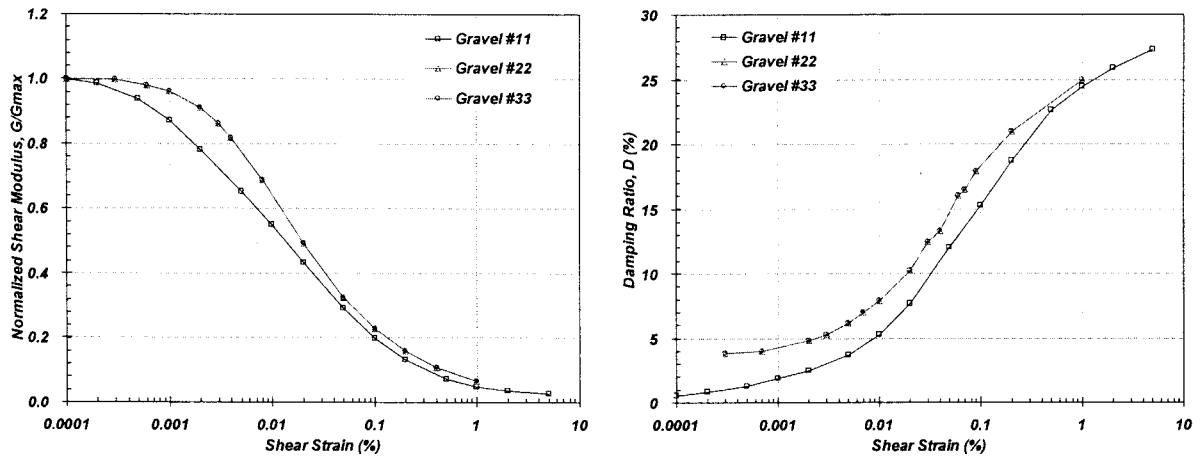 Normalized Shear Modulus, G/Gmax
1.2
1.0
0.8
0.6
0.4
0.2
0.0
Gravel #11
Gravel #22
Gravel #33
0.0001 0.001 0.01 0.1 1 10
Shear Strain (%)
Damping Ratio, D (%)
30
25
20
15
10
5
0
Gravel #11
Gravel #22
Gravel #33
0.0001 0.001 0.01 0.1 1 10
Shear Strain (%)